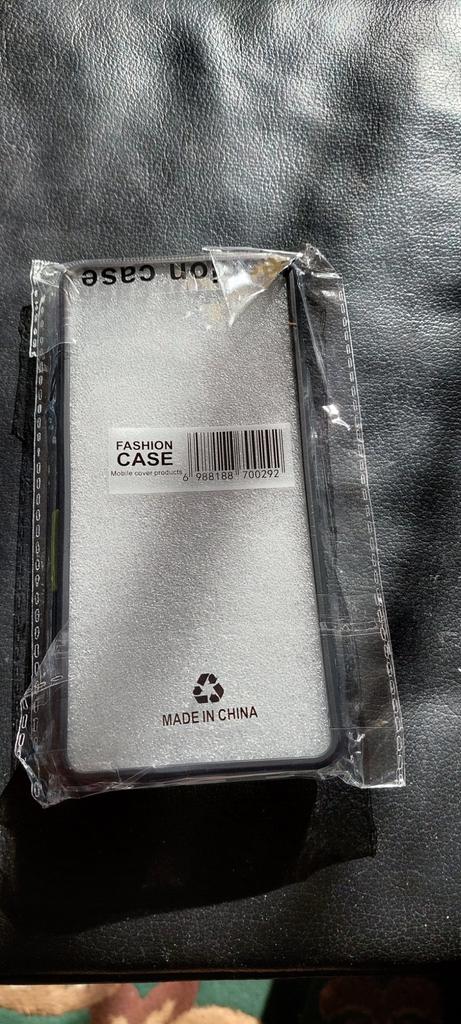 ion case
FASHION
CASE
Mobile cover products
6 988188 700292
MADE IN CHINA